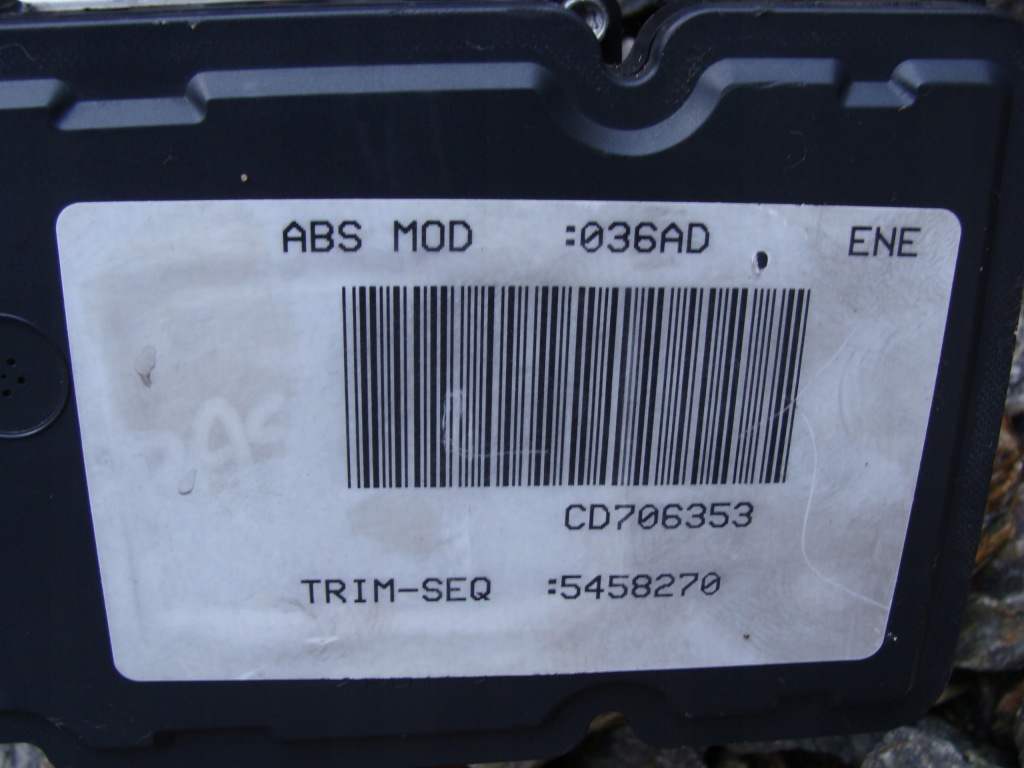 ABS MOD :036AD ENE
CD706353
TRIM-SEQ :5458270